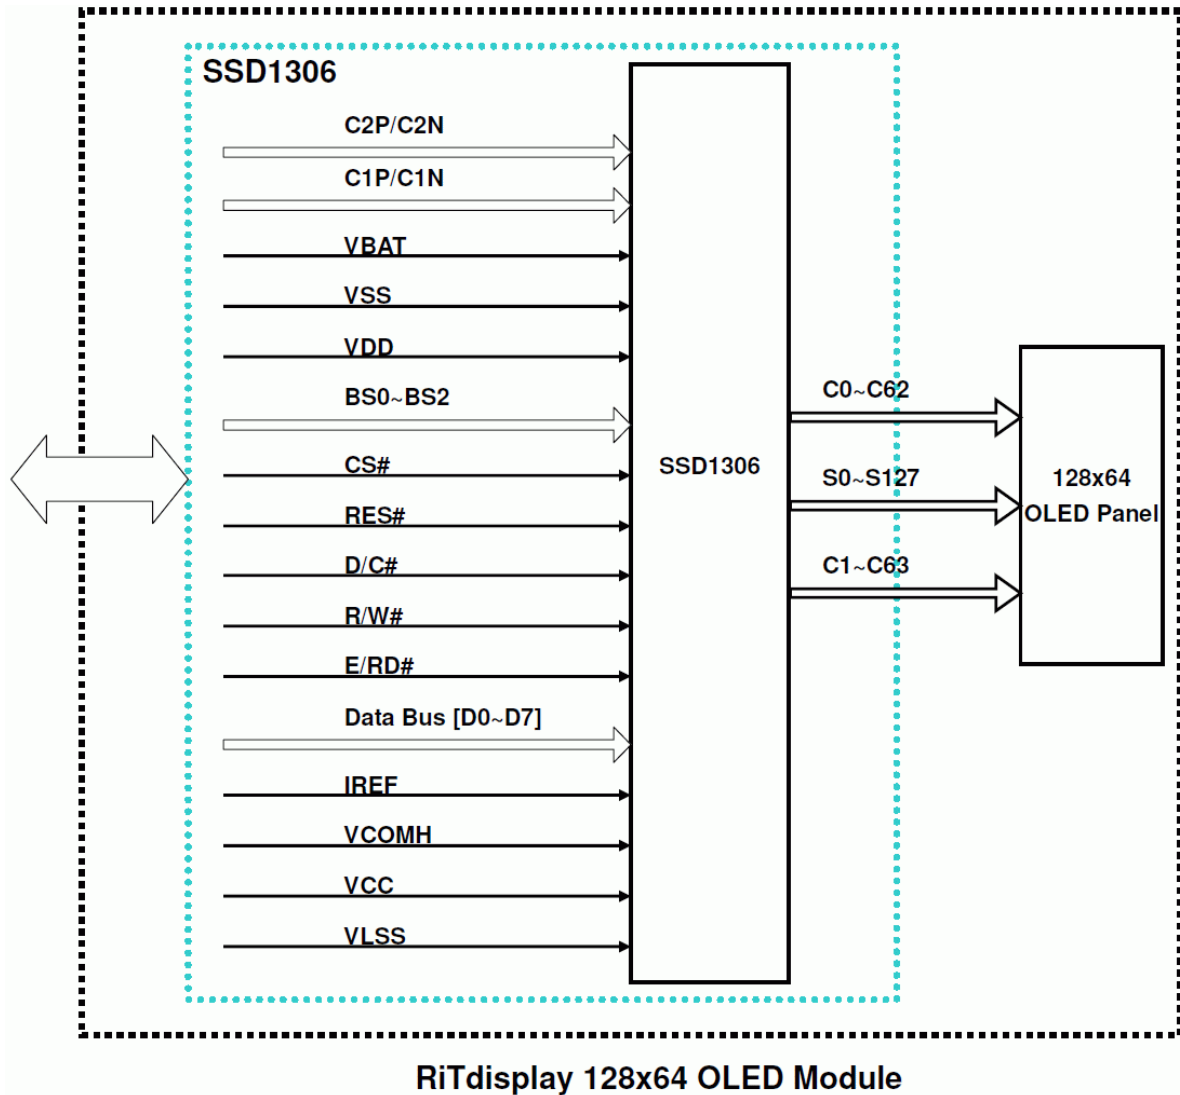 SSD1306
C2P/C2N
C1P/C1N
VBAT
VSS
VDD
BS0~BS2
CS#
RES#
D/C#
R/W#
E/RD#
Data Bus [D0~D7]
IREF
VCOMH
VCC
VLSS
SSD1306
C0~C62
S0~S127
C1~C63
128x64
OLED Panel
RiTdisplay 128x64 OLED Module